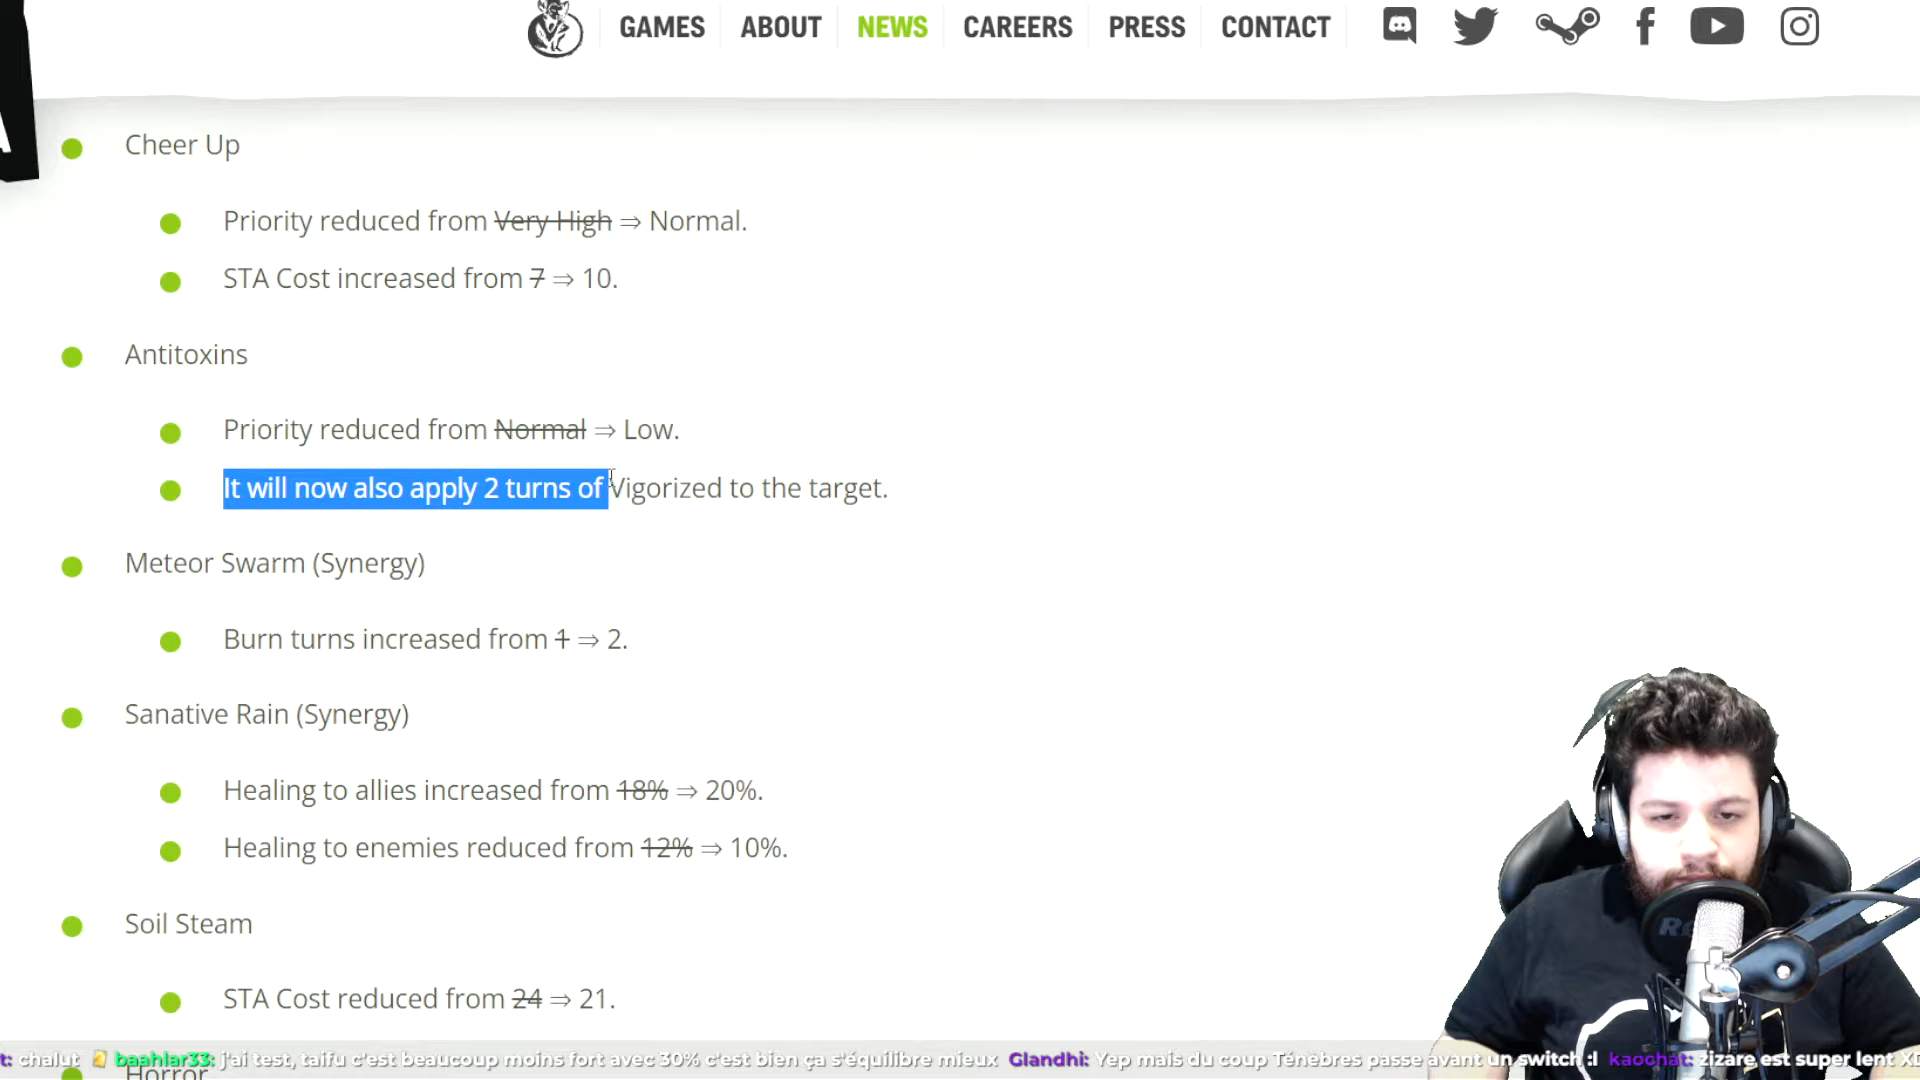 GAMES ABOUT NEWS CAREERS PRESS CONTACT
Cheer Up
Priority reduced from Very High ⇒ Normal.
STA Cost increased from 7 ⇒ 10.
Antitoxins
Priority reduced from Normal ⇒ Low.
It will now also apply 2 turns of Vigorized to the target.
Meteor Swarm (Synergy)
Burn turns increased from 1 ⇒ 2.
Sanative Rain (Synergy)
Healing to allies increased from 18% ⇒ 20%.
Healing to enemies reduced from 12% ⇒ 10%.
Soil Steam
STA Cost reduced from 24 ⇒ 21.
t: chalut baahlar33: j'ai test, taifu c'est beaucoup moins fort avec 30% c'est bien ça s'équilibre mieux Glandhi: Yep mais du coup Ténèbres passe avant un switch :l kaochat: zizare est super lent
Horror